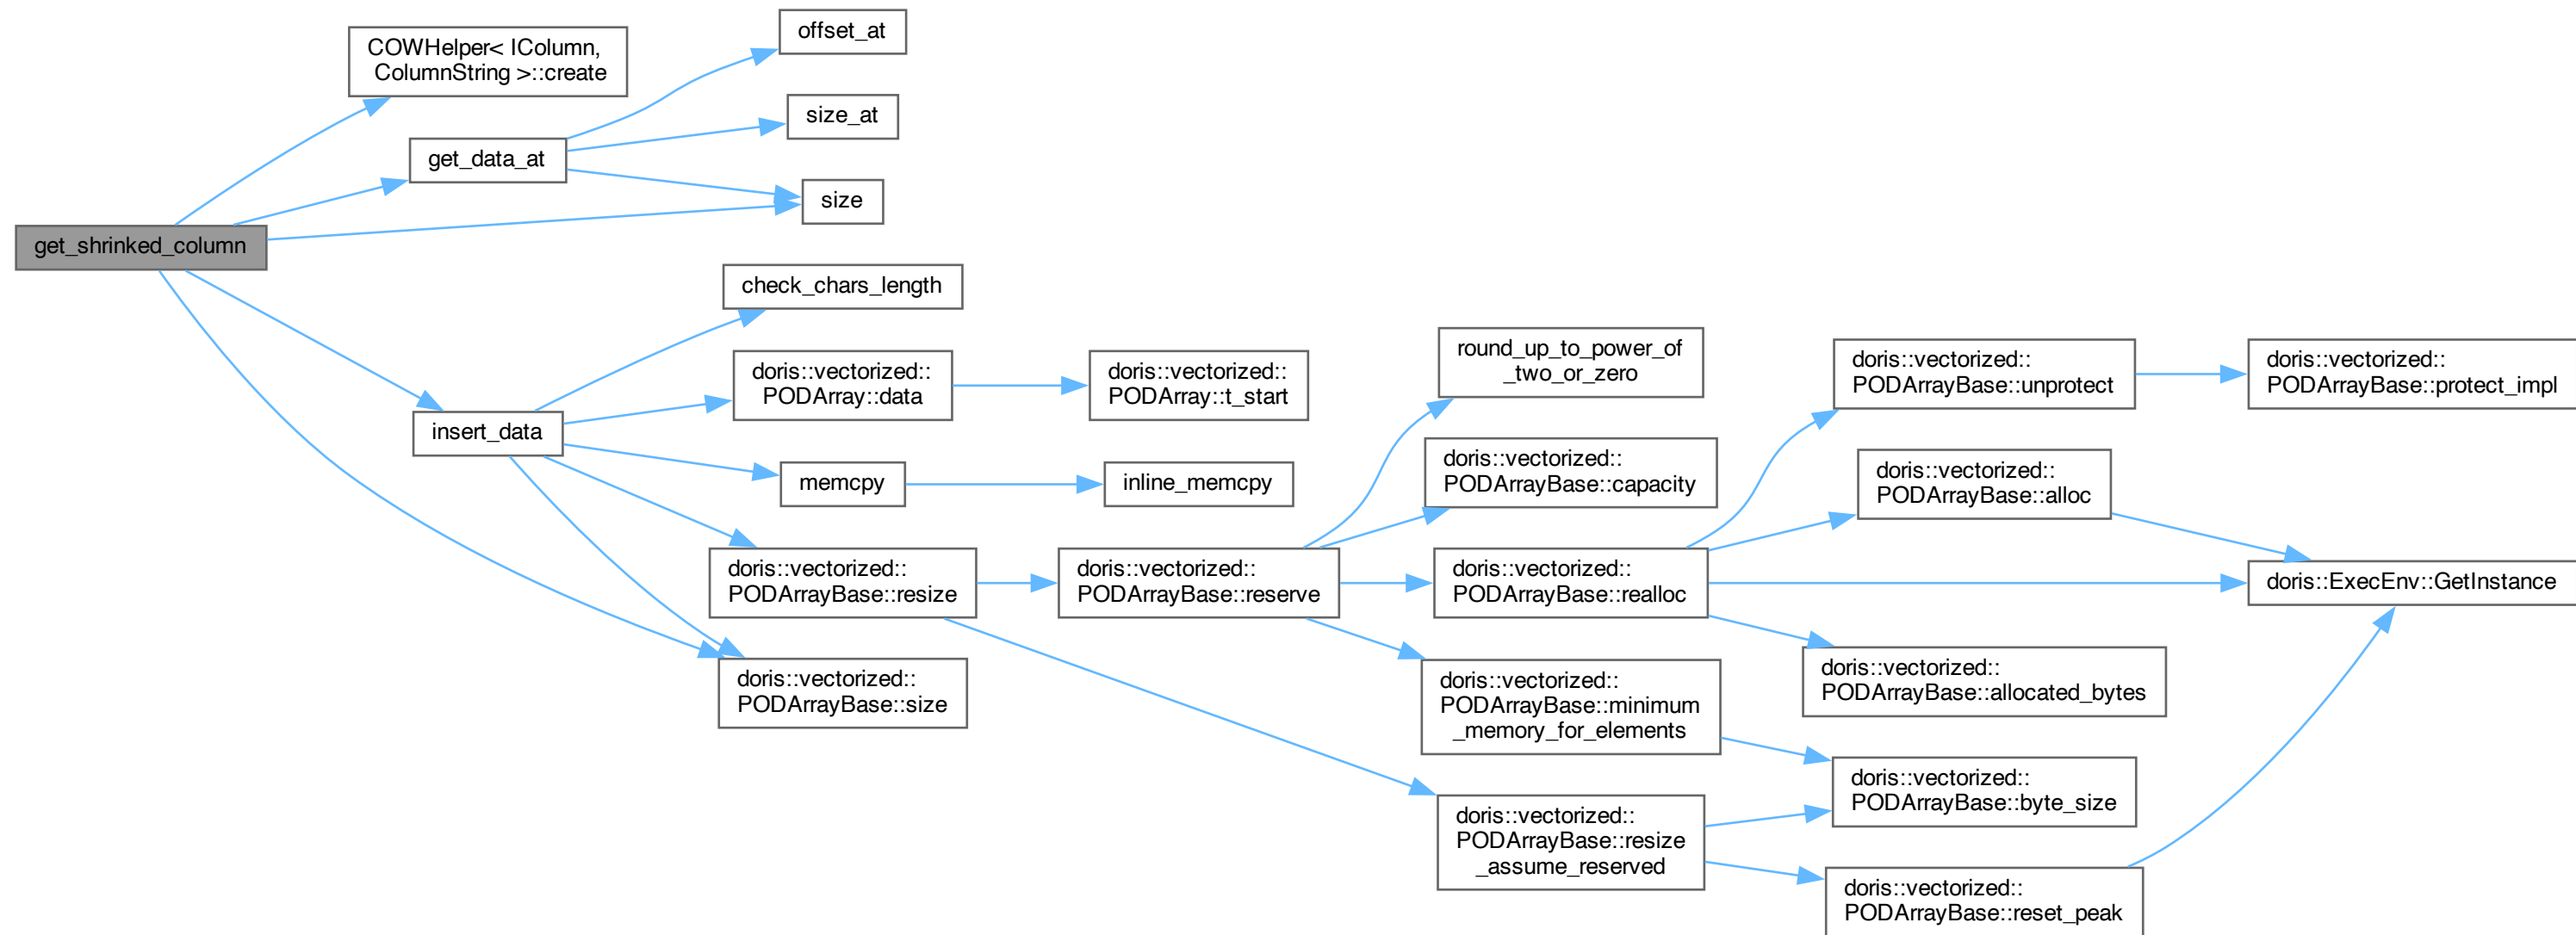 get_shrinked_column
COWHelper< IColumn,
ColumnString >::create
get_data_at
offset_at
size_at
size
insert_data
check_chars_length
doris::vectorized::
PODArray::data
doris::vectorized::
PODArray::t_start
memcpy
inline_memcpy
doris::vectorized::
PODArrayBase::resize
doris::vectorized::
PODArrayBase::size
doris::vectorized::
PODArrayBase::reserve
round_up_to_power_of
_two_or_zero
doris::vectorized::
PODArrayBase::capacity
doris::vectorized::
PODArrayBase::realloc
doris::vectorized::
PODArrayBase::minimum
_memory_for_elements
doris::vectorized::
PODArrayBase::resize
_assume_reserved
doris::vectorized::
PODArrayBase::unprotect
doris::vectorized::
PODArrayBase::protect_impl
doris::vectorized::
PODArrayBase::alloc
doris::ExecEnv::GetInstance
doris::vectorized::
PODArrayBase::allocated_bytes
doris::vectorized::
PODArrayBase::byte_size
doris::vectorized::
PODArrayBase::reset_peak